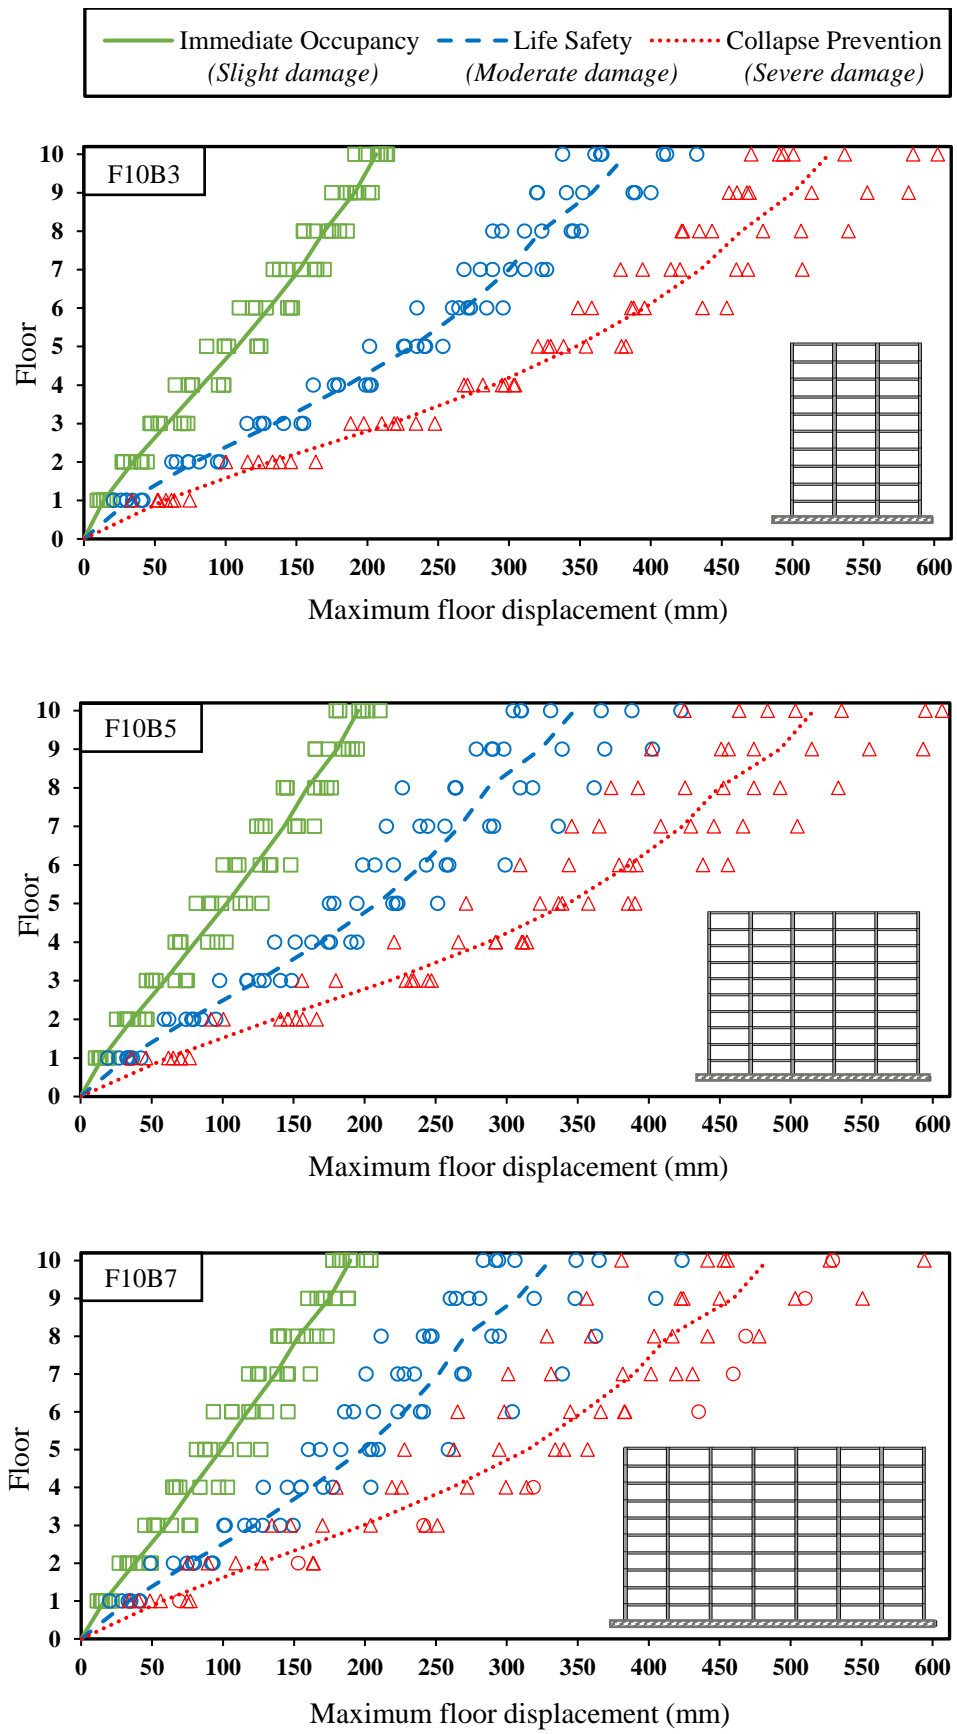 Immediate Occupancy Life Safety Collapse Prevention
(Slight damage) (Moderate damage) (Severe damage)
F10B3
10
9
8
7
6
5
4
3
2
1
0
Floor
0 50 100 150 200 250 300 350 400 450 500 550 600
Maximum floor displacement (mm)
F10B5
10
9
8
7
6
5
4
3
2
1
0
Floor
0 50 100 150 200 250 300 350 400 450 500 550 600
Maximum floor displacement (mm)
F10B7
10
9
8
7
6
5
4
3
2
1
0
Floor
0 50 100 150 200 250 300 350 400 450 500 550 600
Maximum floor displacement (mm)